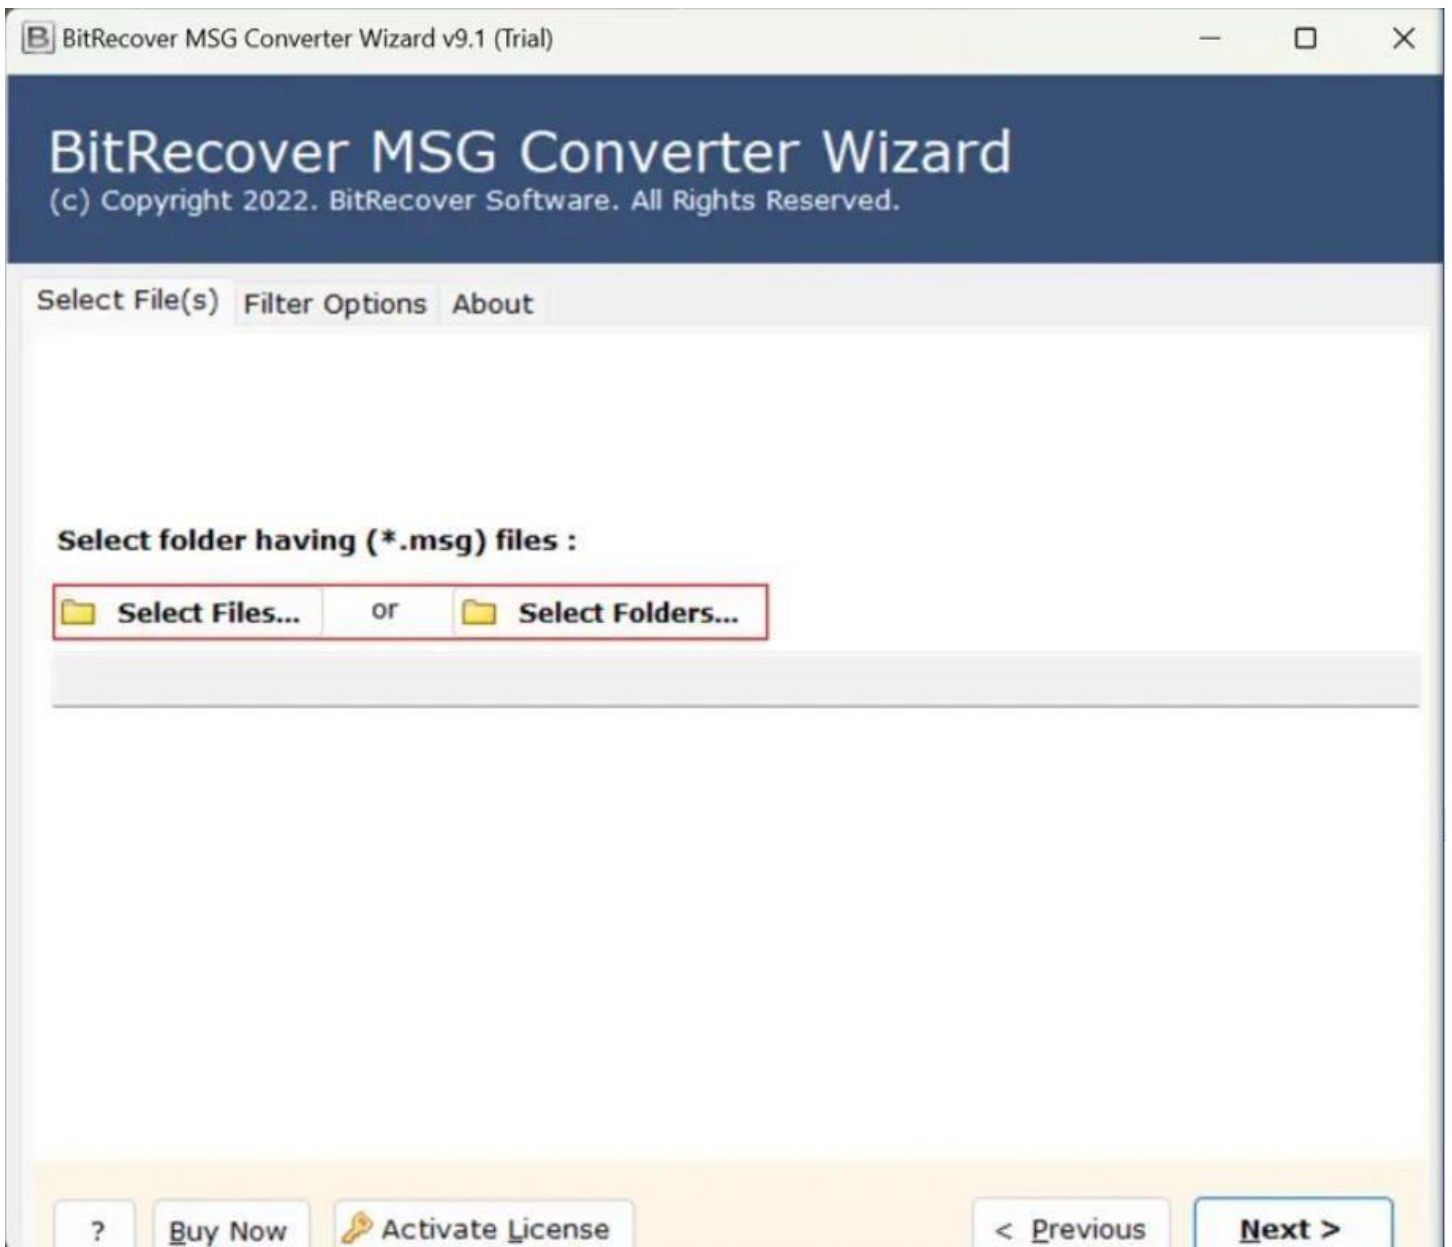 BitRecover MSG Converter Wizard v9.1 (Trial)
BitRecover MSG Converter Wizard
(c) Copyright 2022. BitRecover Software. All Rights Reserved.
Select File(s) Filter Options About
Select folder having (*.msg) files :
Select Files... or Select Folders...
? Buy Now Activate License < Previous Next >